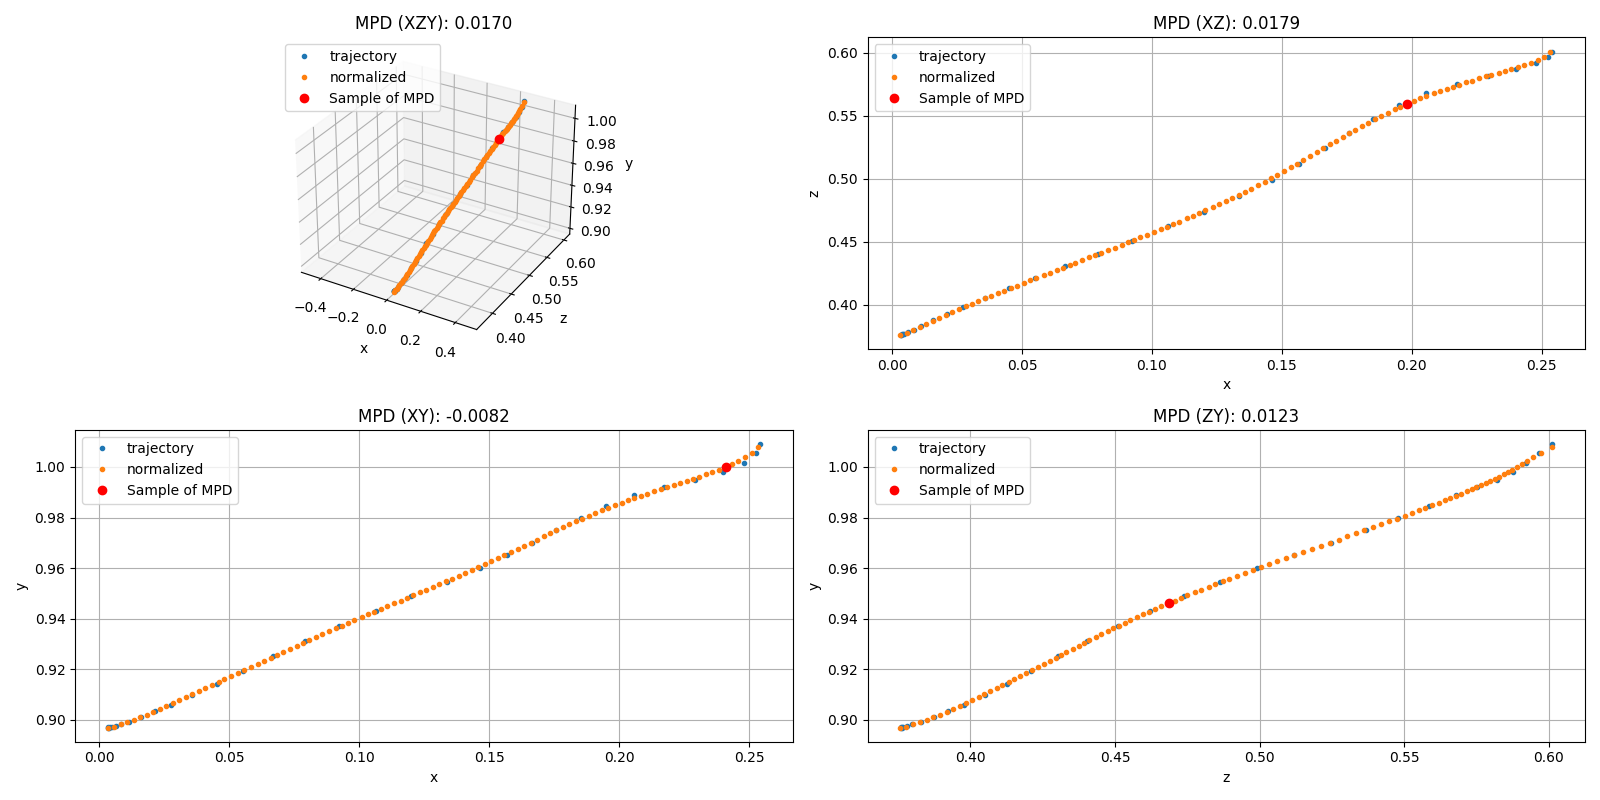 MPD (XZY): 0.0170
trajectory
normalized
Sample of MPD
1.00
0.98
0.96
0.94
0.92
0.90
y
0.60
0.55
0.50
0.45
0.40
z
−0.4
−0.2
0.0
0.2
0.4
x
MPD (XZ): 0.0179
trajectory
normalized
Sample of MPD
0.60
0.55
0.50
0.45
0.40
z
0.00 0.05 0.10 0.15 0.20 0.25
x
MPD (XY): -0.0082
trajectory
normalized
Sample of MPD
1.00
0.98
0.96
0.94
0.92
0.90
y
0.00 0.05 0.10 0.15 0.20 0.25
x
MPD (ZY): 0.0123
trajectory
normalized
Sample of MPD
1.00
0.98
0.96
0.94
0.92
0.90
y
0.40 0.45 0.50 0.55 0.60
z